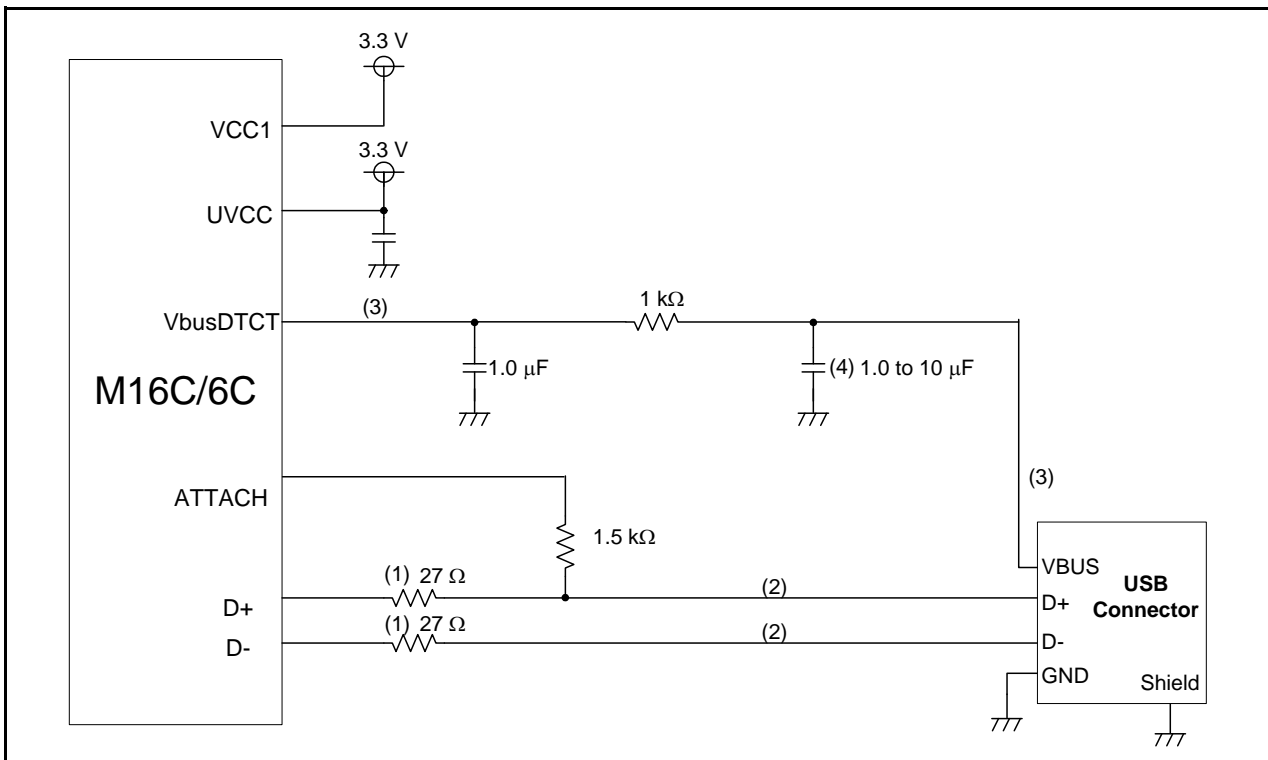 3.3 V
VCC1
3.3 V
UVCC
1 kΩ
(3)
VbusDTCT
1.0 μF
(4) 1.0 to 10 μF
M16C/6C
(3)
ATTACH
1.5 kΩ
VBUS
(1) 27 Ω
(2)
USB
Connector
D+
D+
(1) 27 Ω
(2)
D-
D-
GND
Shield